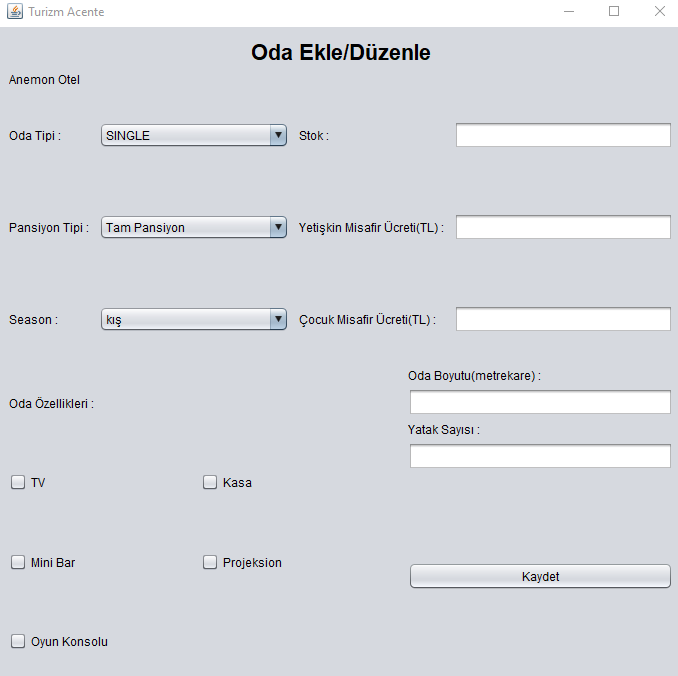 Turizm Acente
Oda Ekle/Düzenle
Anemon Otel
Oda Tipi : SINGLE Stok :
Pansiyon Tipi : Tam Pansiyon Yetişkin Misafir Ücreti(TL) :
Season : kış Çocuk Misafir Ücreti(TL) :
Oda Boyutu(metrekare) :
Oda Özellikleri :
Yatak Sayısı :
TV Kasa
Mini Bar Projeksion
Kaydet
Oyun Konsolu